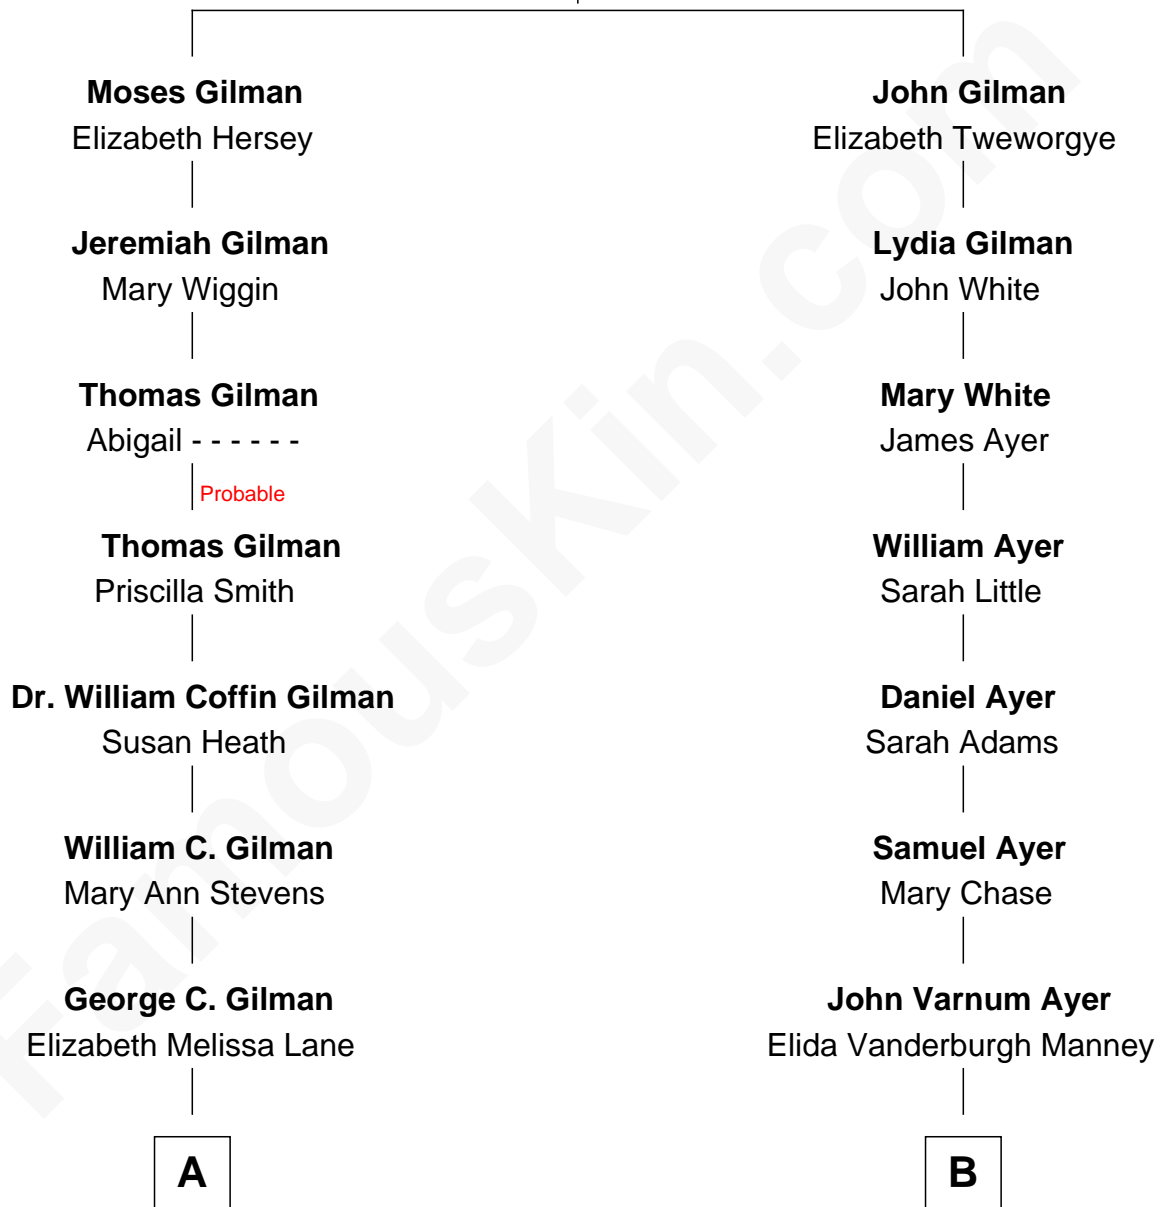 Moses Gilman
Elizabeth Hersey
Jeremiah Gilman
Mary Wiggin
Thomas Gilman
Abigail - - - - - -
Probable
Thomas Gilman
Priscilla Smith
Dr. William Coffin Gilman
Susan Heath
William C. Gilman
Mary Ann Stevens
George C. Gilman
Elizabeth Melissa Lane
A
John Gilman
Elizabeth Tweworgye
Lydia Gilman
John White
Mary White
James Ayer
William Ayer
Sarah Little
Daniel Ayer
Sarah Adams
Samuel Ayer
Mary Chase
John Varnum Ayer
Elida Vanderburgh Manney
B
FamousKin.com